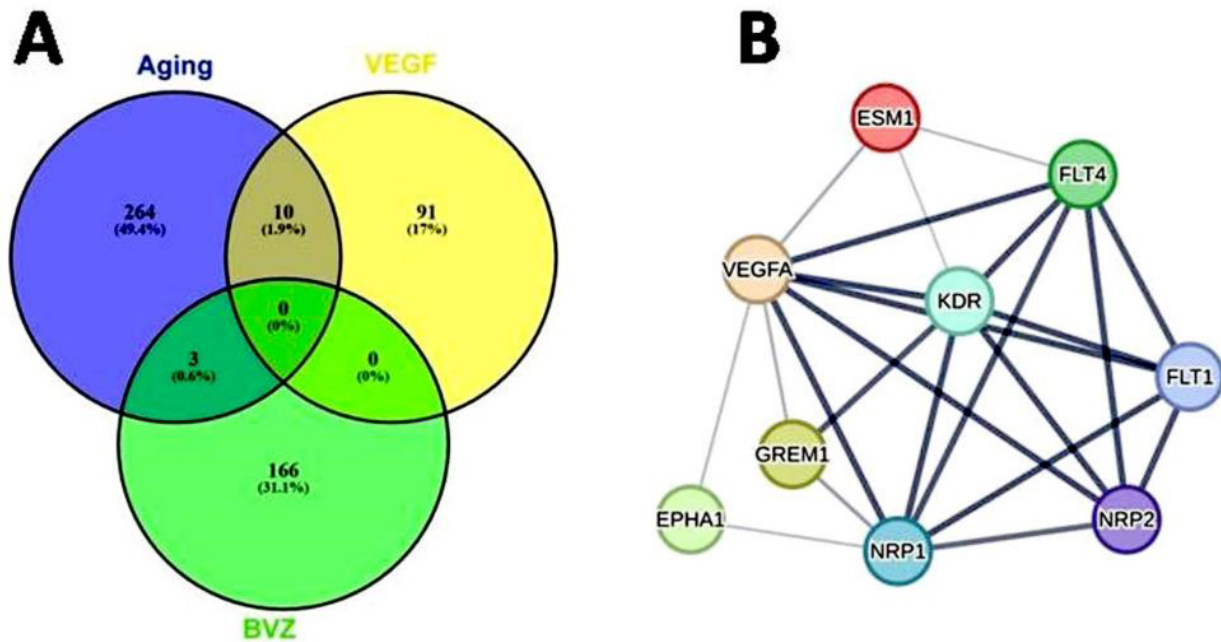 A
B
Aging
VEGF
264
(49.4%)
10
(1.9%)
91
(17%)
0
(0%)
3
(0.6%)
0
(0%)
166
(31.1%)
BVZ
ESM1
FLT4
VEGFA
KDR
FLT1
GREM1
EPHA1
NRP1
NRP2